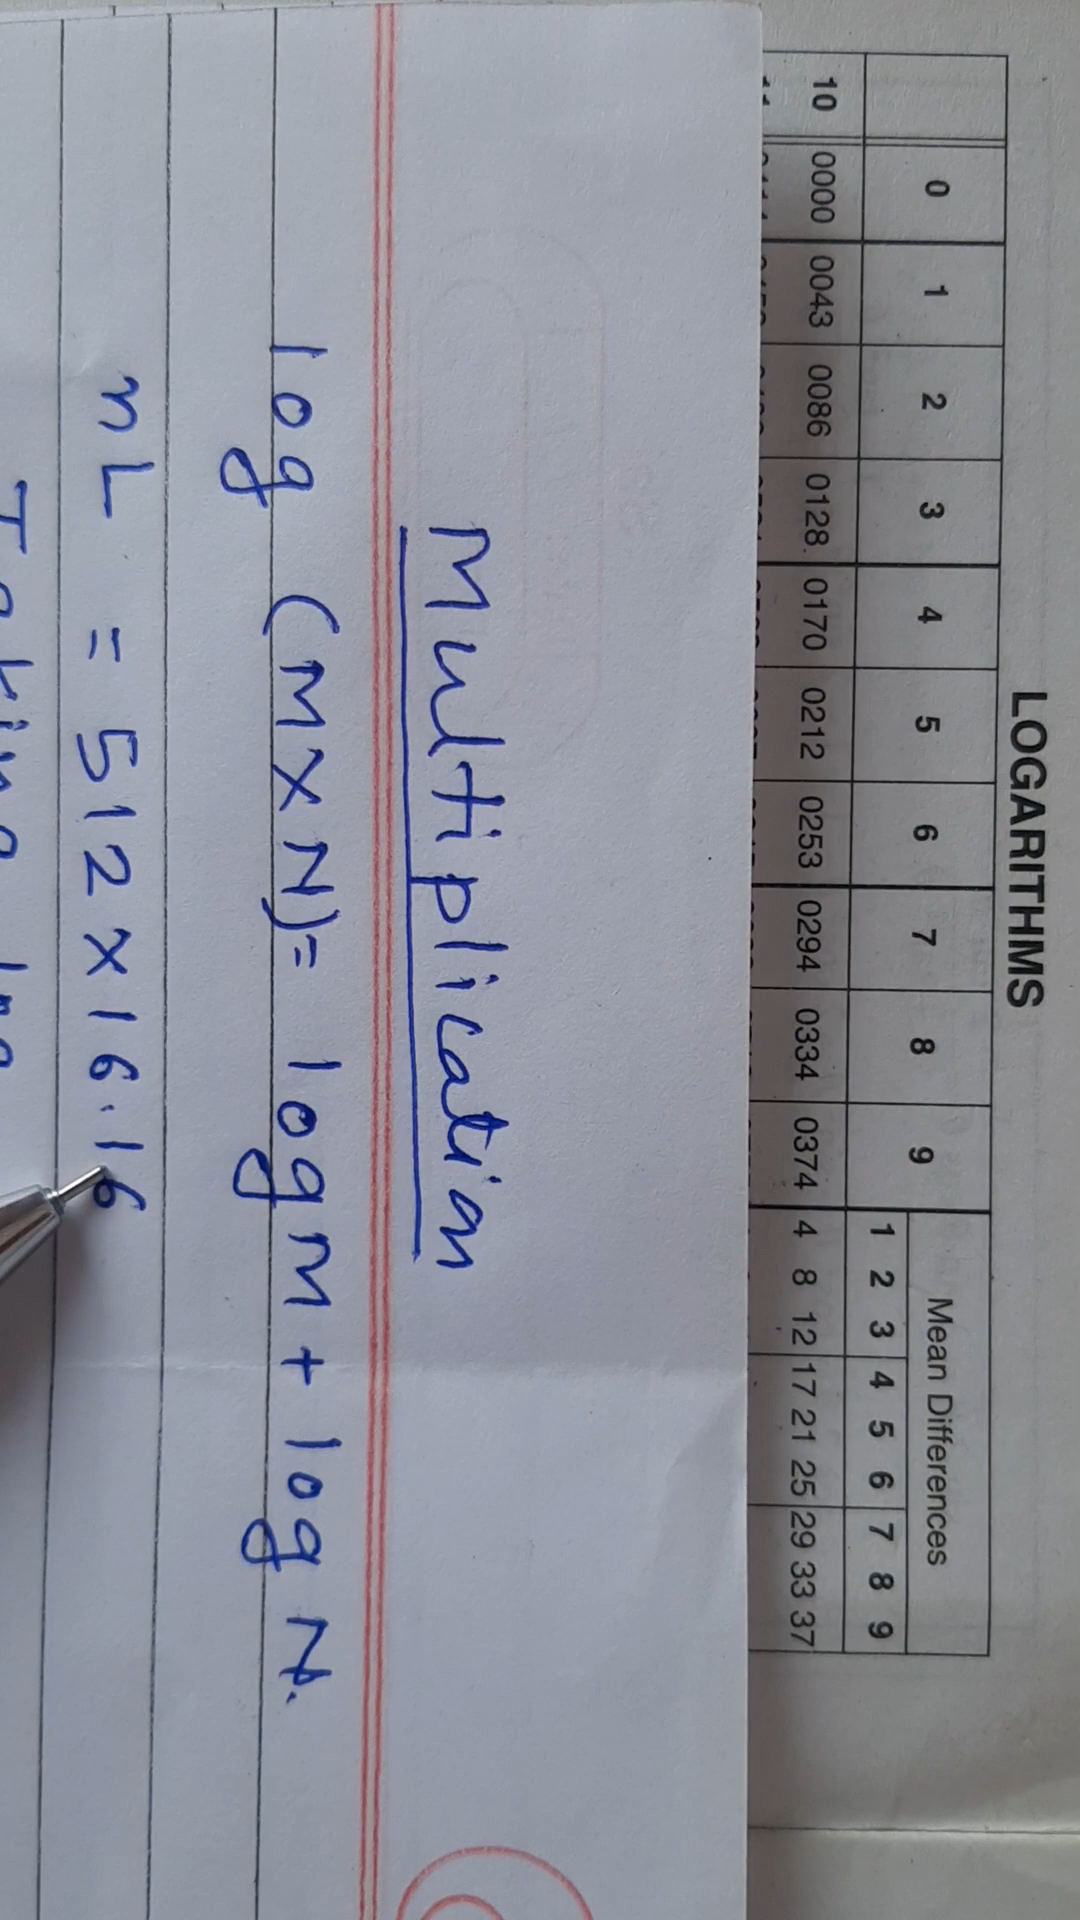 LOGARITHMS
0 1 2 3 4 5 6 7 8 9 Mean Differences
1 2 3 4 5 6 7 8 9
10 0000 0043 0086 0128 0170 0212 0253 0294 0334 0374 4 8 12 17 21 25 29 33 37
Multiplication
log (M×N)= log M + log N.
nL = 512×16.16
Taking log